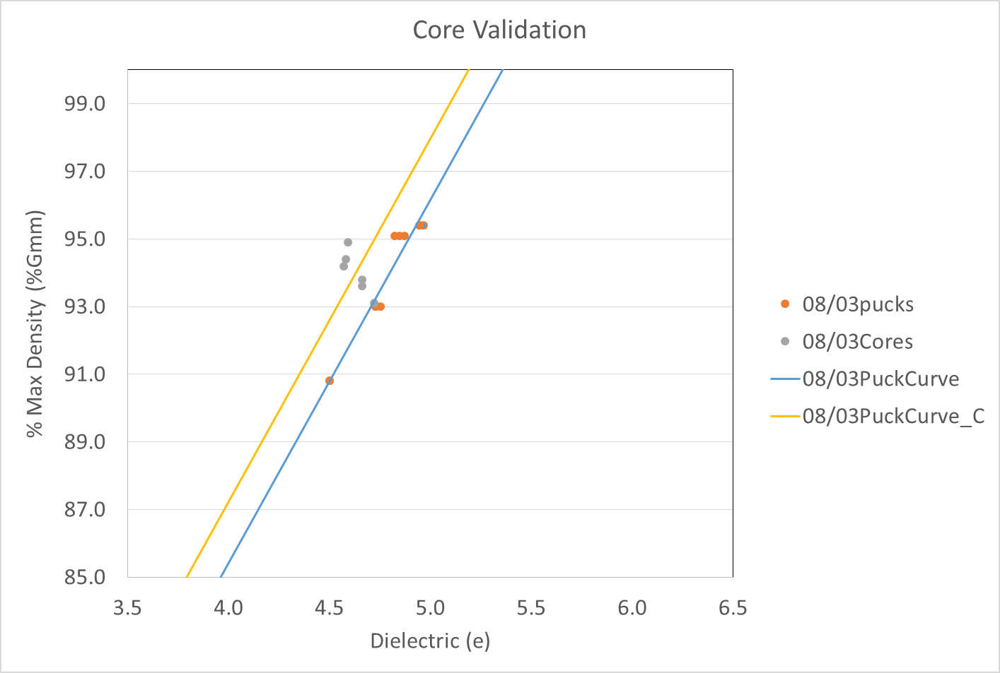 Core Validation
99.0
97.0
95.0
93.0
91.0
89.0
87.0
85.0
% Max Density (%Gmm)
3.5 4.0 4.5 5.0 5.5 6.0 6.5
Dielectric (e)
08/03pucks
08/03Cores
08/03PuckCurve
08/03PuckCurve_C